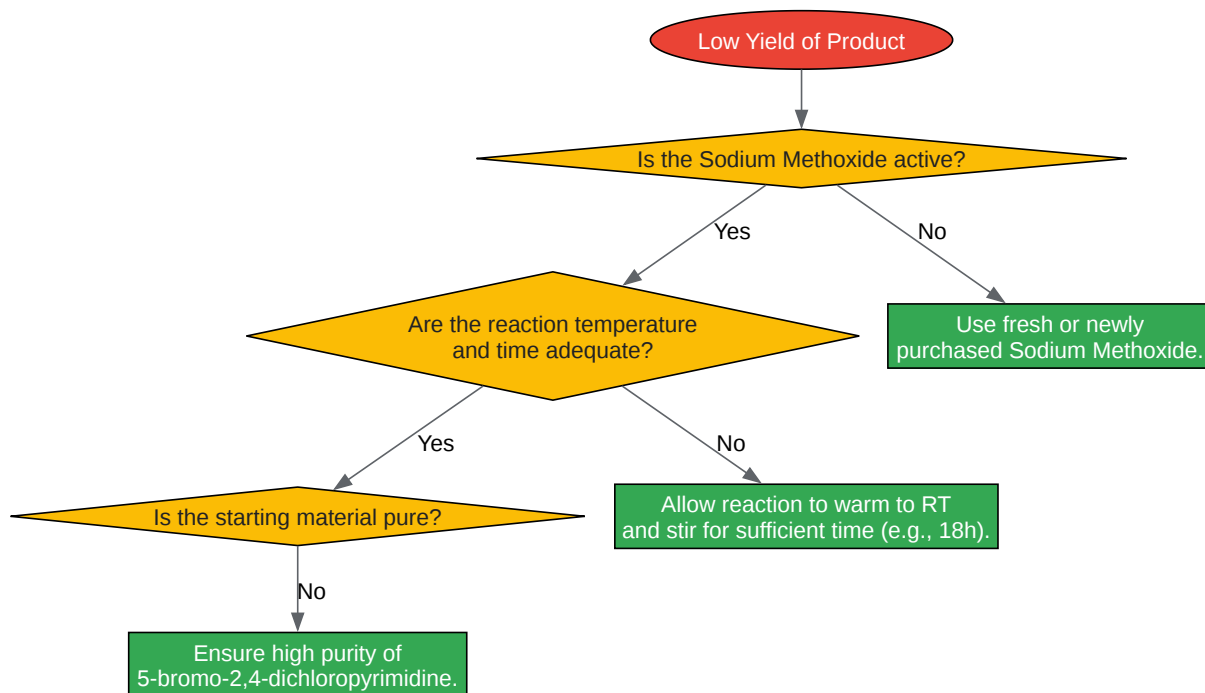 Low Yield of Product
Is the Sodium Methoxide active?
Yes
No
Are the reaction temperature
and time adequate?
Use fresh or newly
purchased Sodium Methoxide.
Yes
No
Is the starting material pure?
Allow reaction to warm to RT
and stir for sufficient time (e.g., 18h).
No
Ensure high purity of
5-bromo-2,4-dichloropyrimidine.